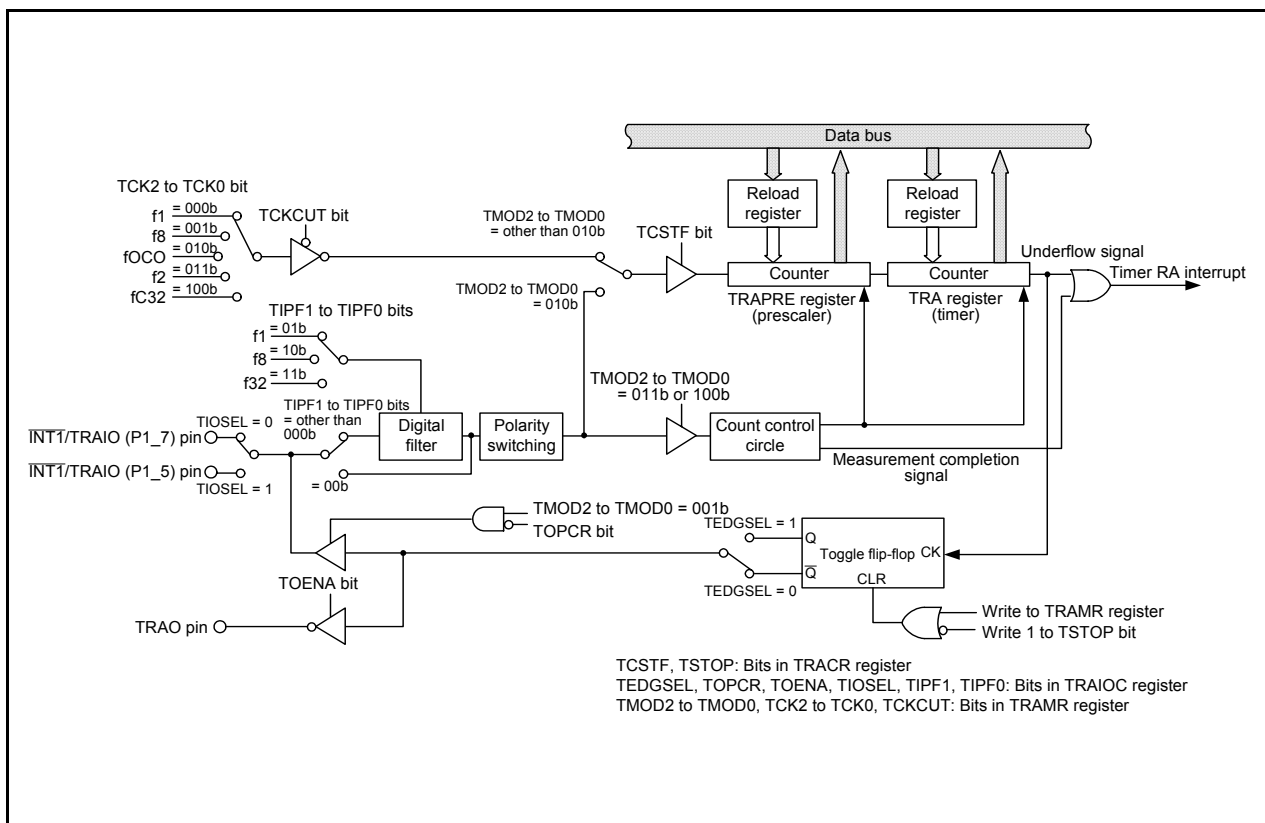 Data bus
TCK2 to TCK0 bit
f1
= 000b
f8
= 001b
fOCO
= 010b
f2
= 011b
fC32
= 100b
TCKCUT bit
TMOD2 to TMOD0
= other than 010b
TMOD2 to TMOD0
= 010b
TCSTF bit
Reload
register
Reload
register
Counter
TRAPRE register
(prescaler)
Counter
TRA register
(timer)
Underflow signal
Timer RA interrupt
TIPF1 to TIPF0 bits
f1
= 01b
f8
= 10b
f32
= 11b
TIPF1 to TIPF0 bits
= other than
000b
= 00b
TIOSEL = 0
INT1/TRAIO (P1_7) pin
INT1/TRAIO (P1_5) pin
TIOSEL = 1
Digital
filter
Polarity
switching
TMOD2 to TMOD0
= 011b or 100b
Count control
circle
Measurement completion
signal
TMOD2 to TMOD0 = 001b
TOPCR bit
TOENA bit
TRAO pin
TEDGSEL = 1
TEDGSEL = 0
Q
Toggle flip-flop
CK
Q
CLR
Write to TRAMR register
Write 1 to TSTOP bit
TCSTF, TSTOP: Bits in TRACR register
TEDGSEL, TOPCR, TOENA, TIOSEL, TIPF1, TIPF0: Bits in TRAIOC register
TMOD2 to TMOD0, TCK2 to TCK0, TCKCUT: Bits in TRAMR register